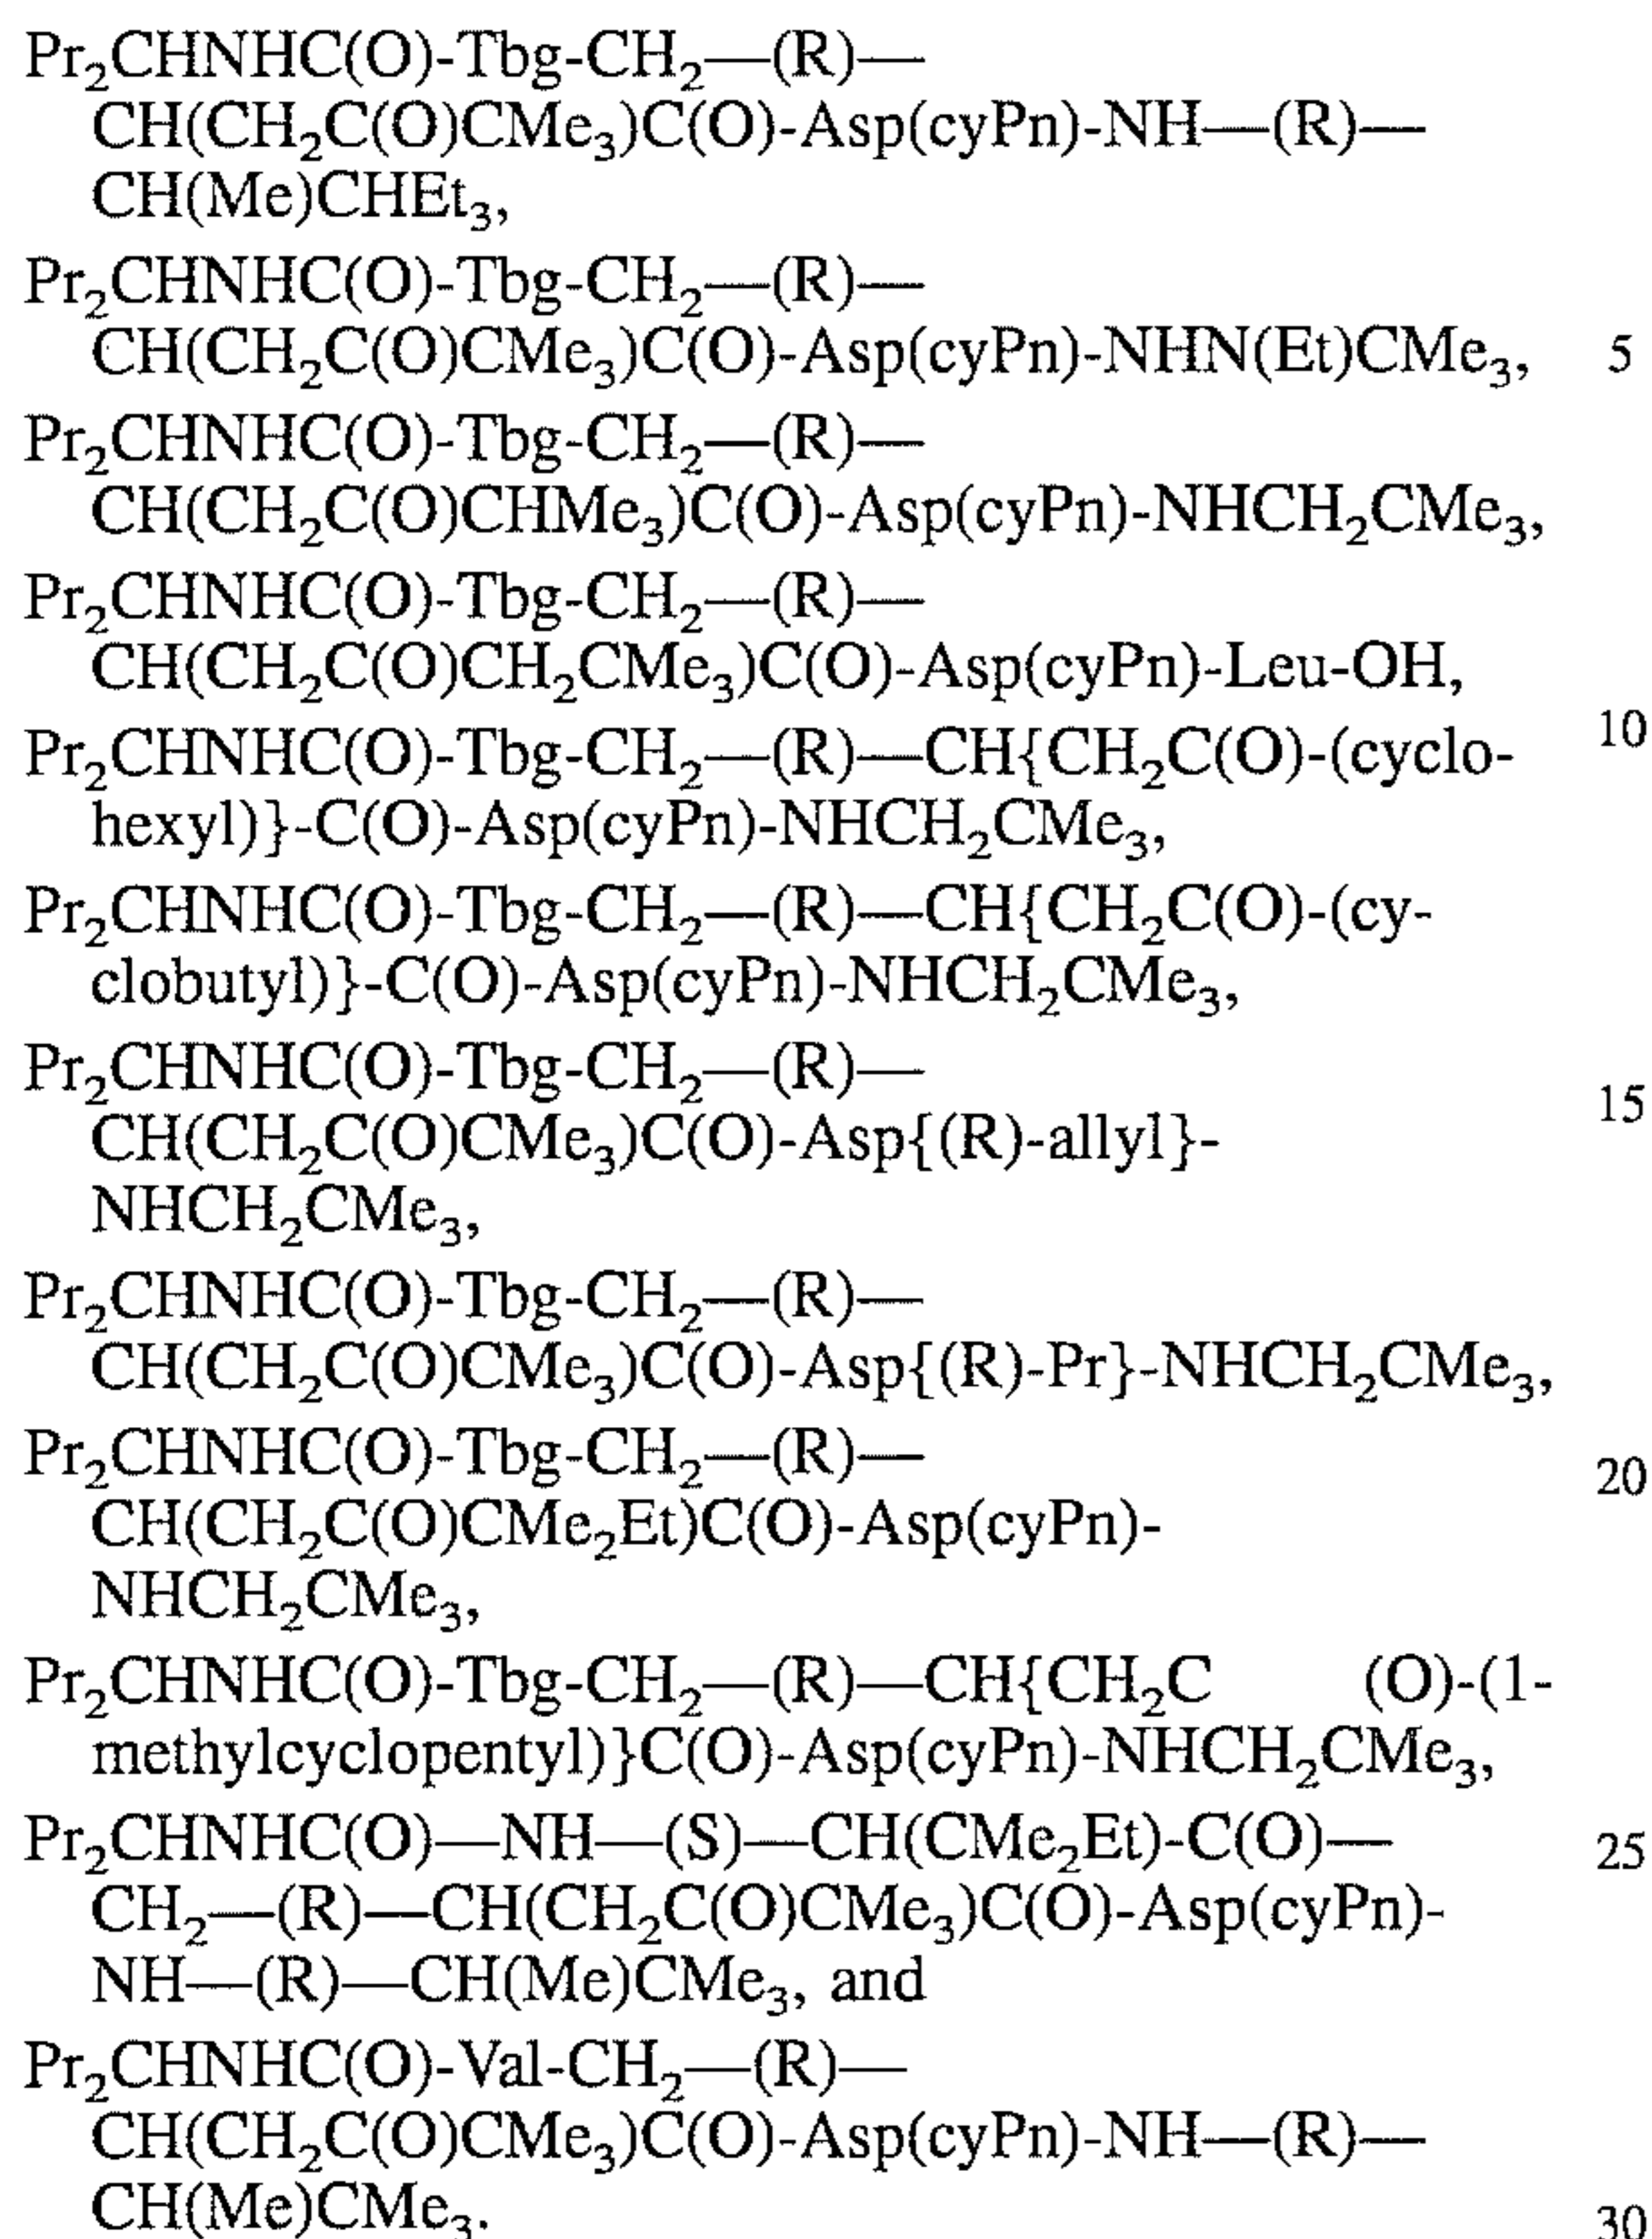 Pr₂CHNHC(O)-Tbg-CH₂—(R)—
CH(CH₂C(O)CMe₃)C(O)-Asp(cyPn)-NH—(R)—
CH(Me)CHEt₃,
Pr₂CHNHC(O)-Tbg-CH₂—(R)—
CH(CH₂C(O)CMe₃)C(O)-Asp(cyPn)-NHN(Et)CMe₃, 5
Pr₂CHNHC(O)-Tbg-CH₂—(R)—
CH(CH₂C(O)CHMe₃)C(O)-Asp(cyPn)-NHCH₂CMe₃,
Pr₂CHNHC(O)-Tbg-CH₂—(R)—
CH(CH₂C(O)CH₂CMe₃)C(O)-Asp(cyPn)-Leu-OH,
Pr₂CHNHC(O)-Tbg-CH₂—(R)—CH{CH₂C(O)-(cyclo- 10
hexyl)}-C(O)-Asp(cyPn)-NHCH₂CMe₃,
Pr₂CHNHC(O)-Tbg-CH₂—(R)—CH{CH₂C(O)-(cy-
clobutyl)}-C(O)-Asp(cyPn)-NHCH₂CMe₃,
Pr₂CHNHC(O)-Tbg-CH₂—(R)— 15
CH(CH₂C(O)CMe₃)C(O)-Asp{(R)-allyl}-
NHCH₂CMe₃,
Pr₂CHNHC(O)-Tbg-CH₂—(R)—
CH(CH₂C(O)CMe₃)C(O)-Asp{(R)-Pr}-NHCH₂CMe₃,
Pr₂CHNHC(O)-Tbg-CH₂—(R)— 20
CH(CH₂C(O)CMe₂Et)C(O)-Asp(cyPn)-
NHCH₂CMe₃,
Pr₂CHNHC(O)-Tbg-CH₂—(R)—CH{CH₂C (O)-(1-
methylcyclopentyl)}C(O)-Asp(cyPn)-NHCH₂CMe₃,
Pr₂CHNHC(O)—NH—(S)—CH(CMe₂Et)-C(O)— 25
CH₂—(R)—CH(CH₂C(O)CMe₃)C(O)-Asp(cyPn)-
NH—(R)—CH(Me)CMe₃, and
Pr₂CHNHC(O)-Val-CH₂—(R)—
CH(CH₂C(O)CMe₃)C(O)-Asp(cyPn)-NH—(R)—
CH(Me)CMe₃. 30